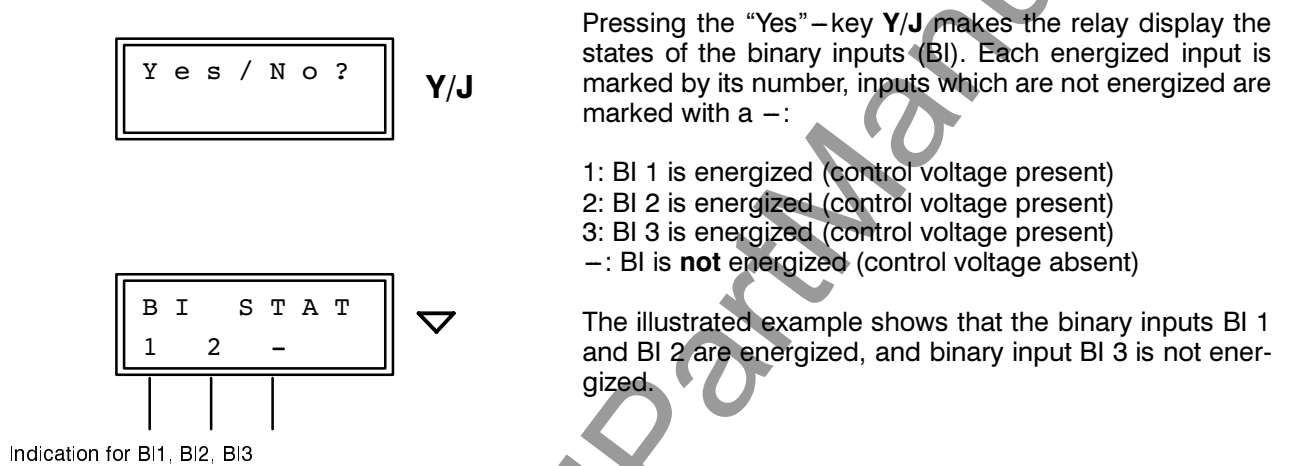 Yes/No?
Y/J
BI STAT
1 2 –
Indication for BI1, BI2, BI3
Pressing the “Yes”–key Y/J makes the relay display the
states of the binary inputs (BI). Each energized input is
marked by its number, inputs which are not energized are
marked with a –:
1: BI 1 is energized (control voltage present)
2: BI 2 is energized (control voltage present)
3: BI 3 is energized (control voltage present)
–: BI is not energized (control voltage absent)
The illustrated example shows that the binary inputs BI 1
and BI 2 are energized, and binary input BI 3 is not ener-
gized.
PartManu